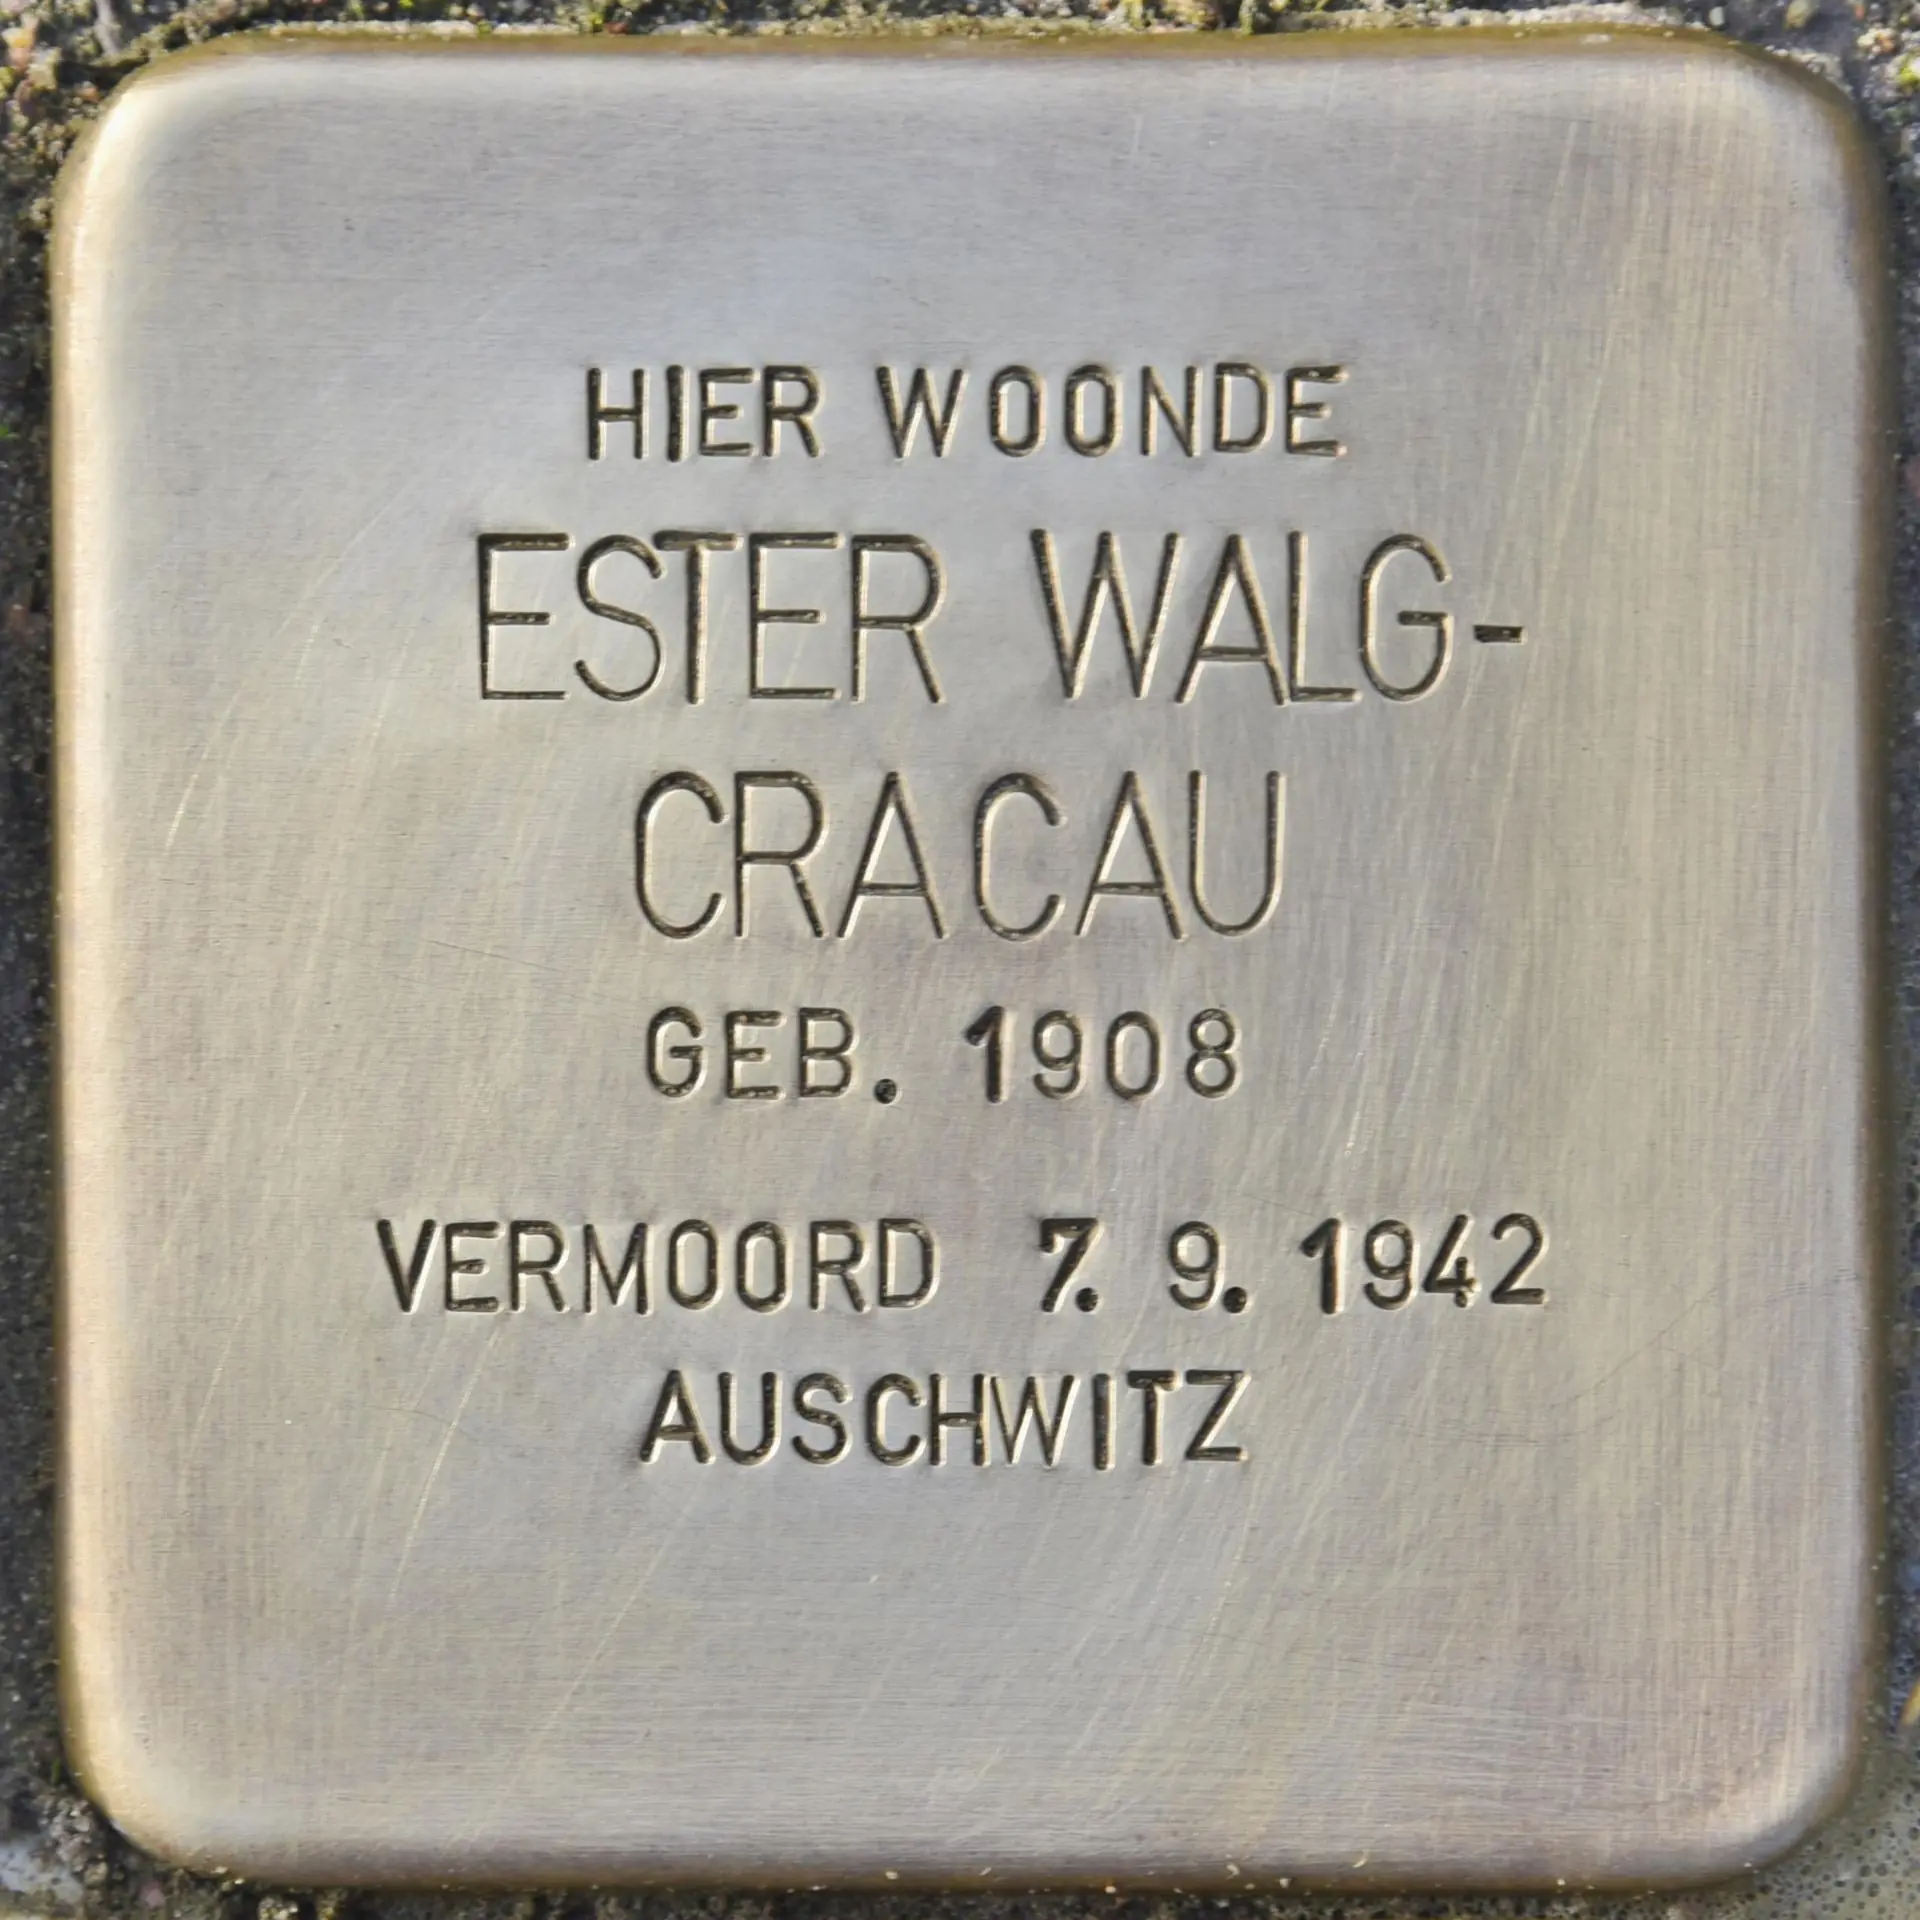 HIER WOONDE
ESTER WALG-
CRACAU
GEB. 1908
VERMOORD 7. 9. 1942
AUSCHWITZ